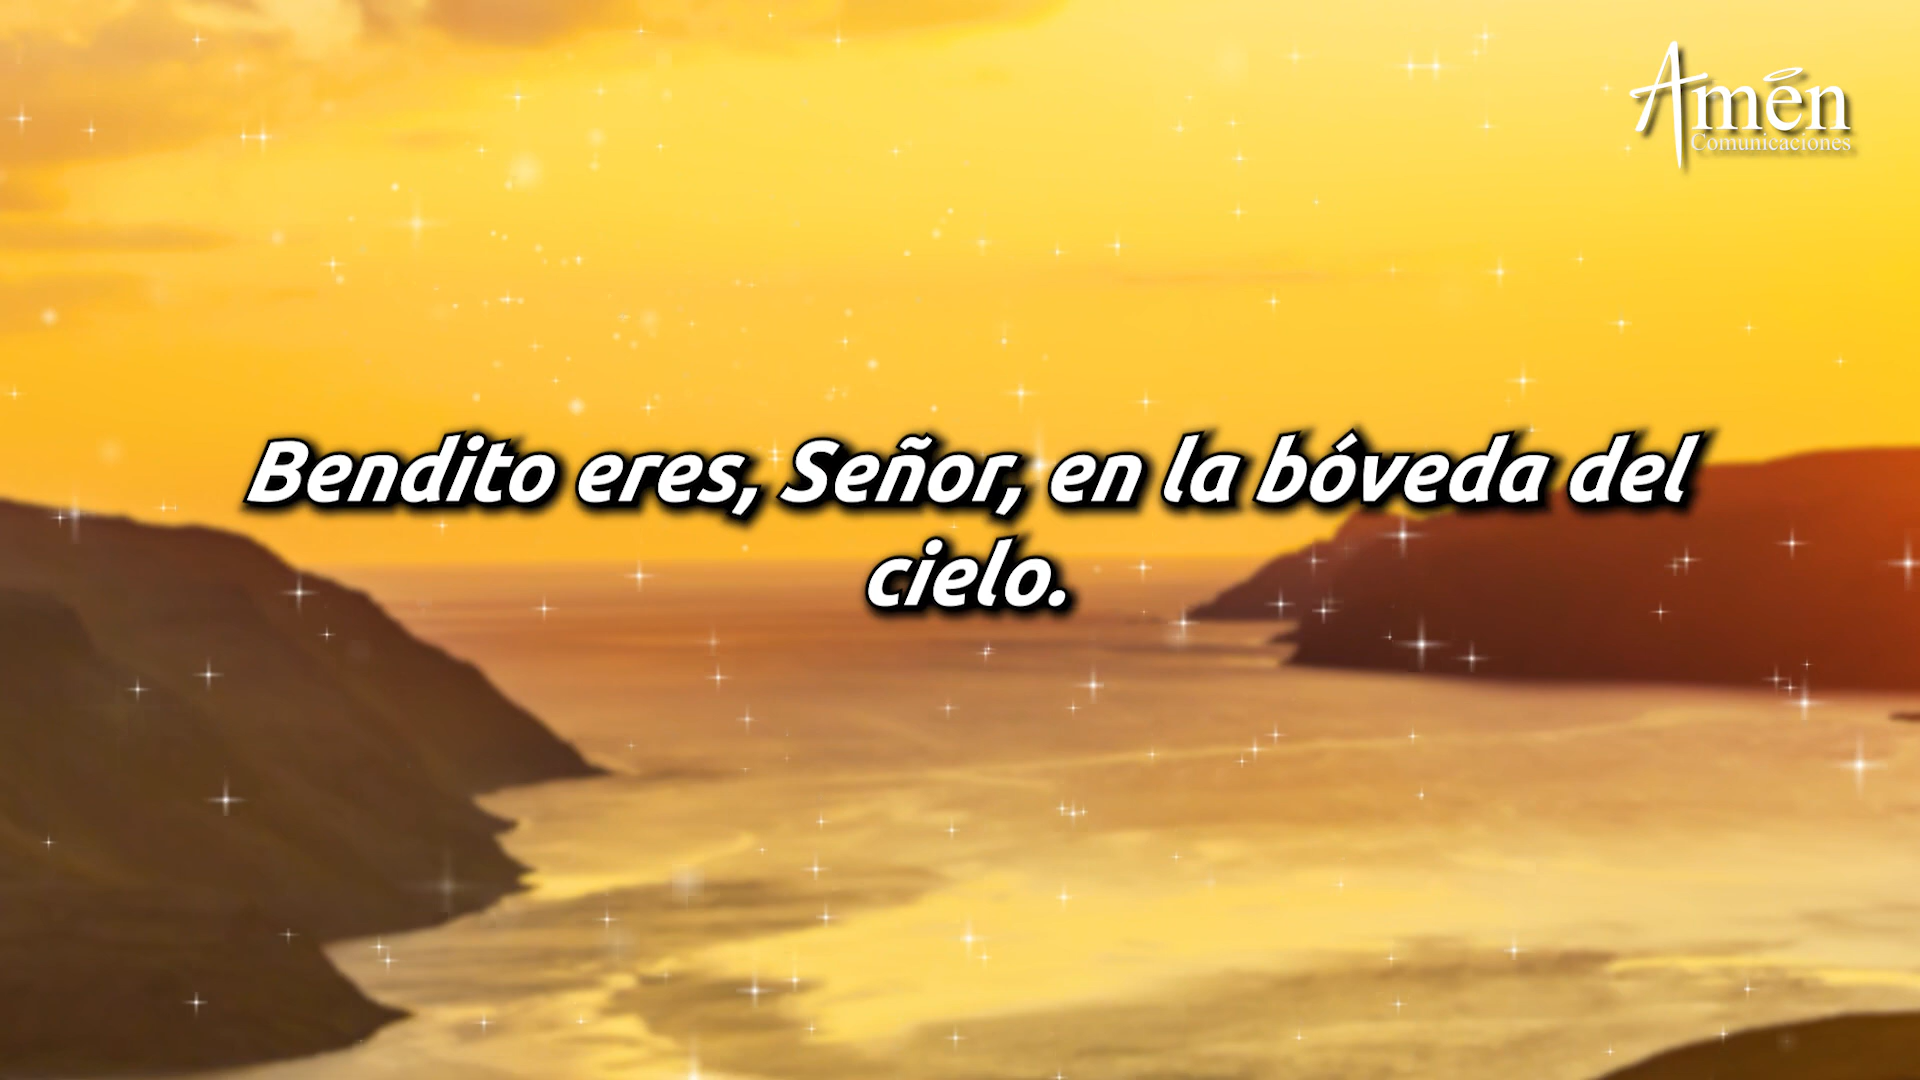 Amén
Comunicaciones
Bendito eres, Señor, en la bóveda del
cielo.